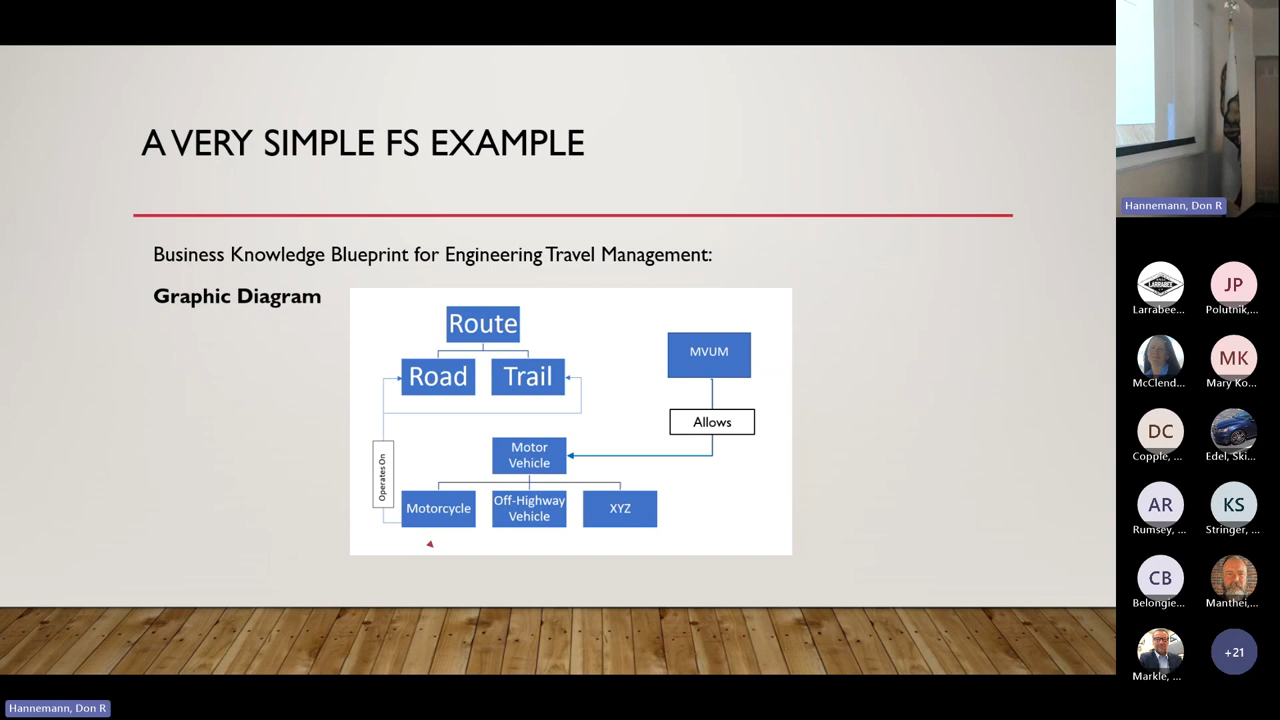 A VERY SIMPLE FS EXAMPLE
Business Knowledge Blueprint for Engineering Travel Management:
Graphic Diagram
Route
Road
Trail
MVUM
Allows
Motor
Vehicle
Operates On
Motorcycle
Off-Highway
Vehicle
XYZ
Hannemann, Don R
LARRABEE
Larrabee...
JP
Polutnik,...
McClend...
MK
Mary Ko...
DC
Copple, ...
Edel, Ski...
AR
Rumsey, ...
KS
Stringer, ...
CB
Belongie...
Manthei,...
Markle, ...
+21
Hannemann, Don R